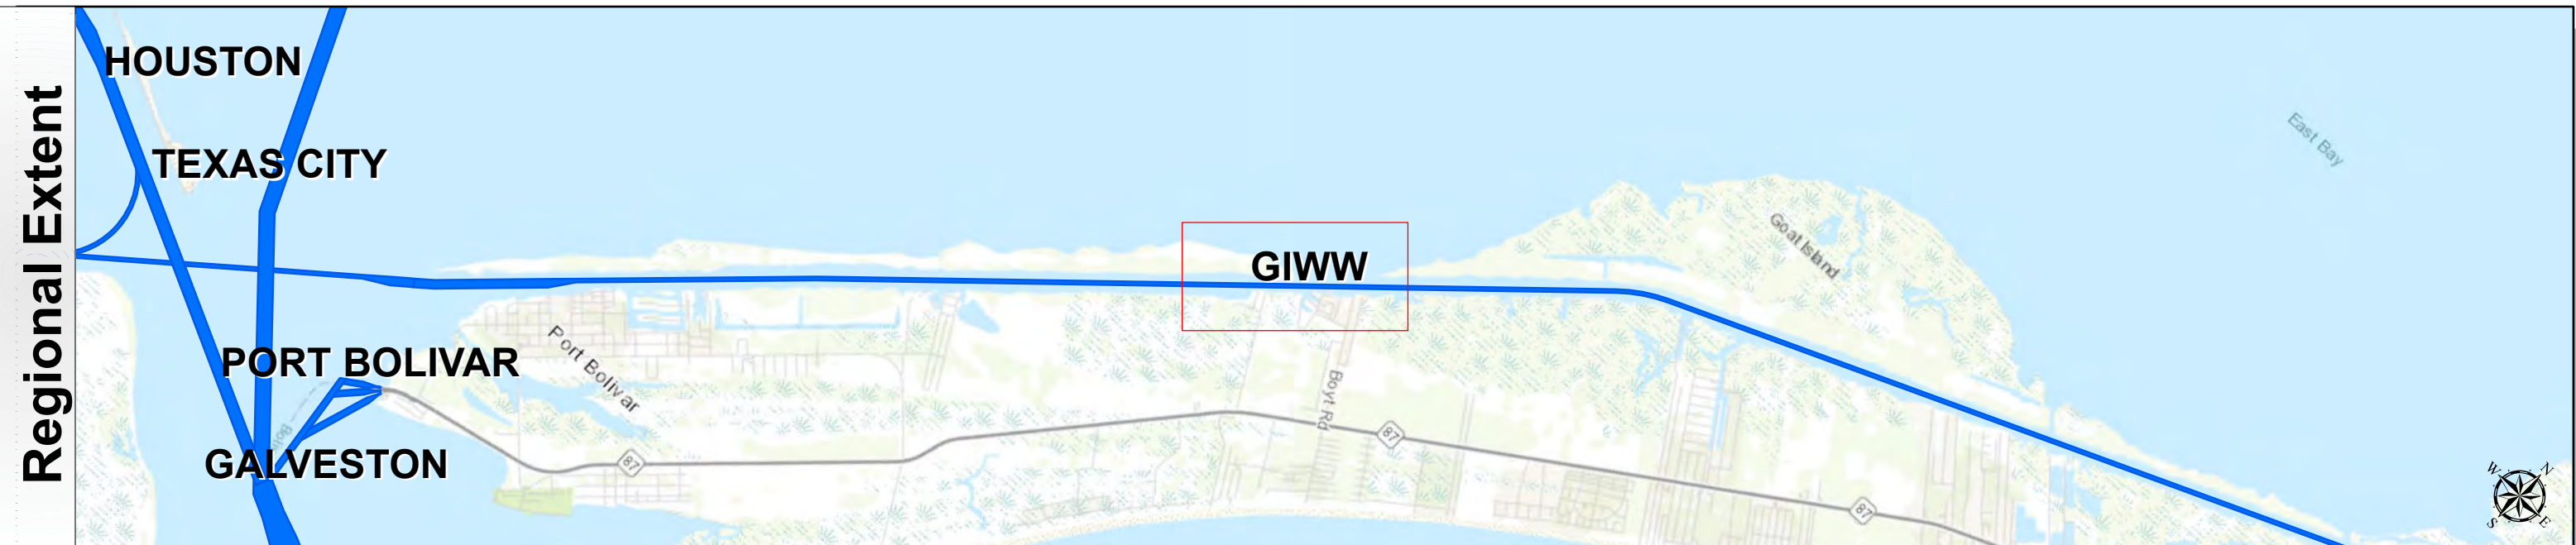 Regional Extent
HOUSTON
TEXAS CITY
East Bay
Goat Island
GIWW
Port Bolivar
PORT BOLIVAR
Boyt Rd
87
87
87
GALVESTON
W N
S E